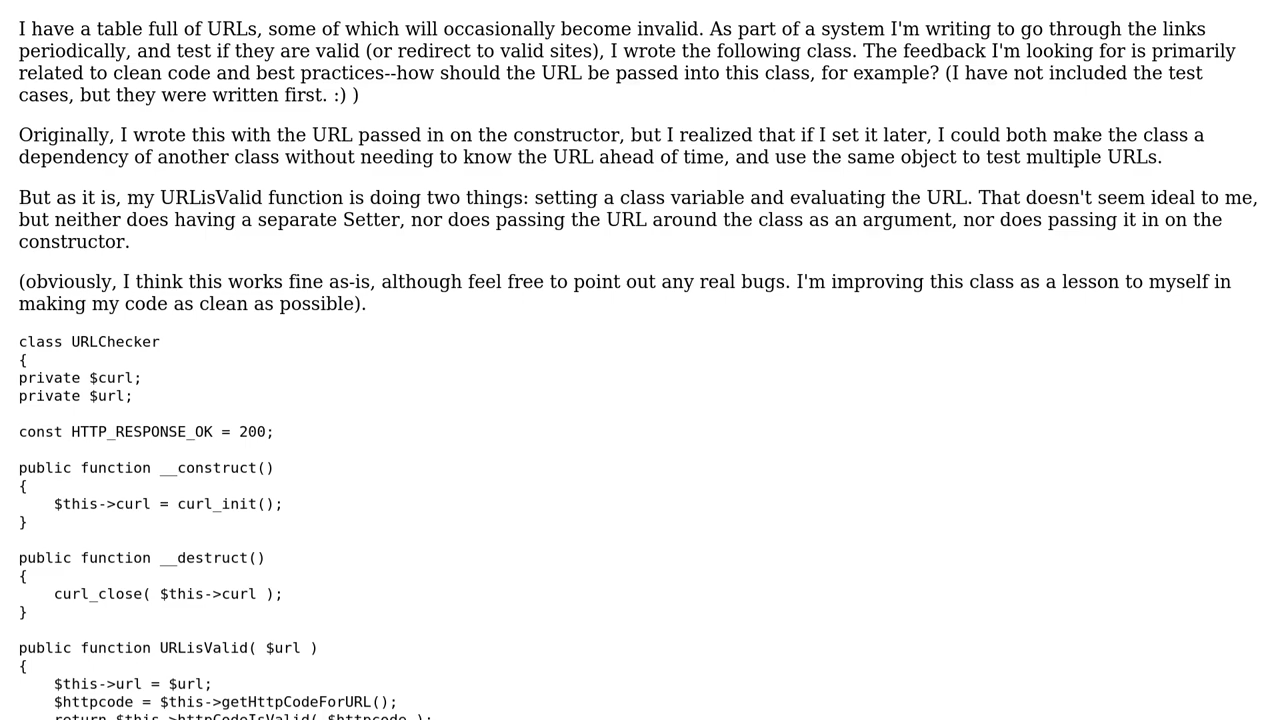 I have a table full of URLs, some of which will occasionally become invalid. As part of a system I'm writing to go through the links
periodically, and test if they are valid (or redirect to valid sites), I wrote the following class. The feedback I'm looking for is primarily
related to clean code and best practices--how should the URL be passed into this class, for example? (I have not included the test
cases, but they were written first. :) )
Originally, I wrote this with the URL passed in on the constructor, but I realized that if I set it later, I could both make the class a
dependency of another class without needing to know the URL ahead of time, and use the same object to test multiple URLs.
But as it is, my URLisValid function is doing two things: setting a class variable and evaluating the URL. That doesn't seem ideal to me,
but neither does having a separate Setter, nor does passing the URL around the class as an argument, nor does passing it in on the
constructor.
(obviously, I think this works fine as-is, although feel free to point out any real bugs. I'm improving this class as a lesson to myself in
making my code as clean as possible).
class URLChecker
{
private $curl;
private $url;
const HTTP_RESPONSE_OK = 200;
public function __construct()
{
    $this->curl = curl_init();
}
public function __destruct()
{
    curl_close( $this->curl );
}
public function URLisValid( $url )
{
    $this->url = $url;
    $httpcode = $this->getHttpCodeForURL();
    return $this->httpCodeIsValid( $httpcode );